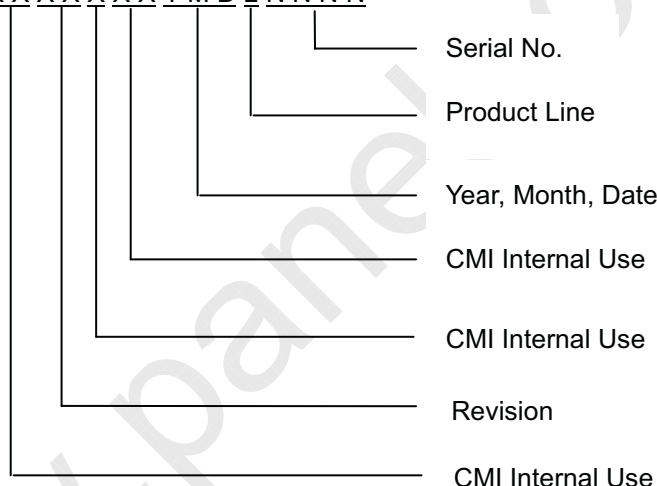 Serial No.
Product Line
Year, Month, Date
CMI Internal Use
CMI Internal Use
Revision
CMI Internal Use